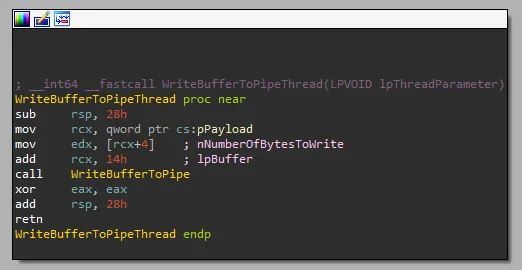 ; __int64 __fastcall WriteBufferToPipeThread(LPVOID lpThreadParameter)
WriteBufferToPipeThread proc near
sub     rsp, 28h
mov     rcx, qword ptr cs:pPayload
mov     edx, [rcx+4]    ; nNumberOfBytesToWrite
add     rcx, 14h        ; lpBuffer
call    WriteBufferToPipe
xor     eax, eax
add     rsp, 28h
retn
WriteBufferToPipeThread endp